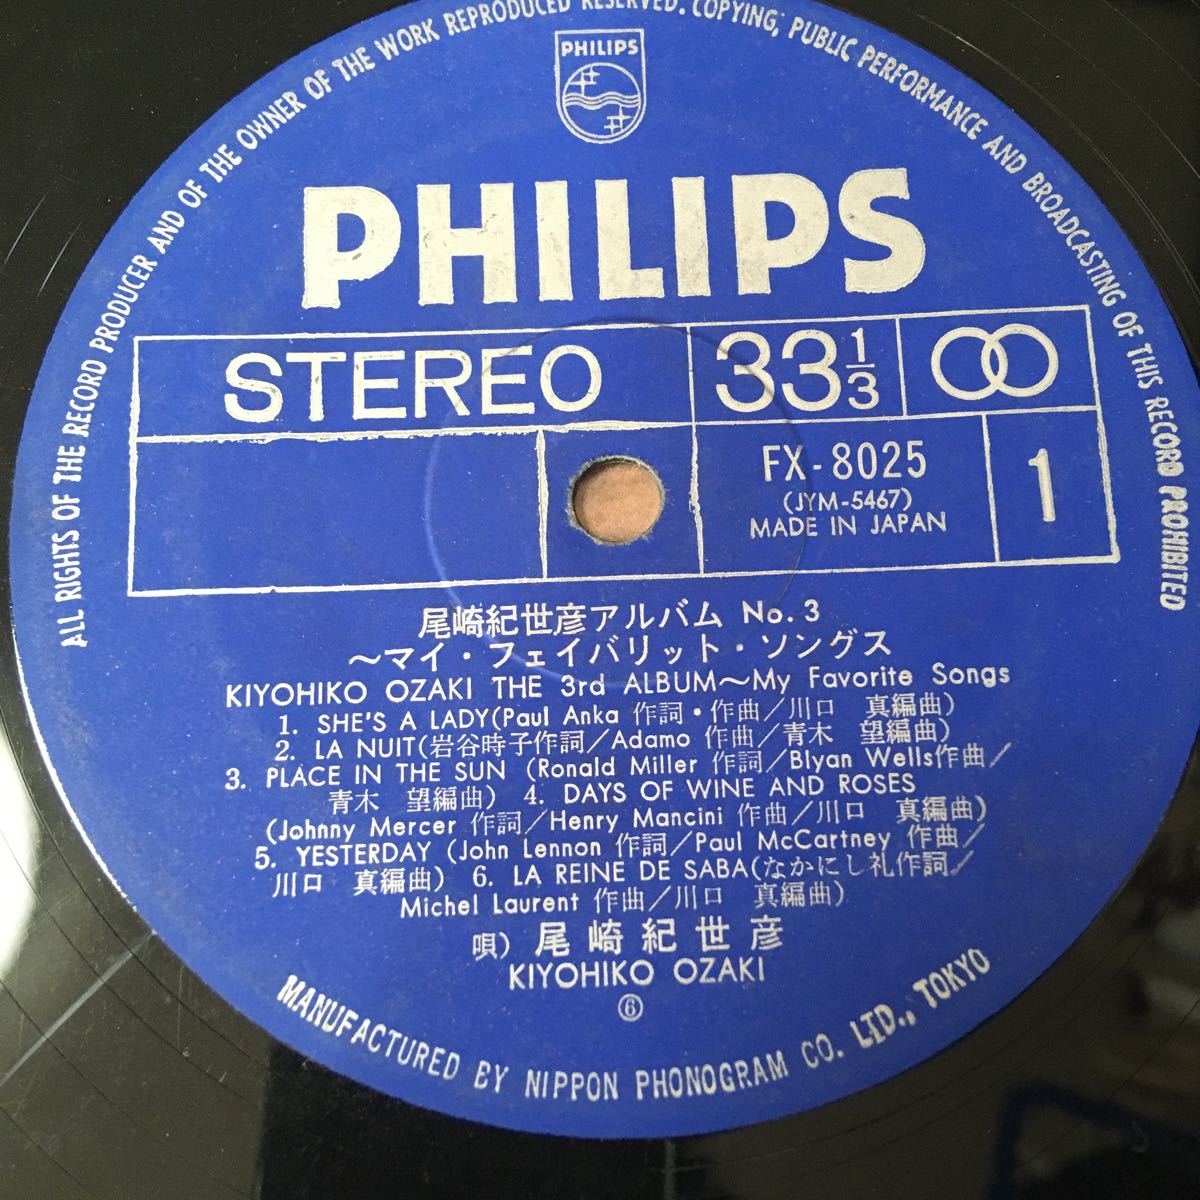 ALL RIGHTS OF THE RECORD PRODUCER AND OF THE OWNER OF THE WORK REPRODUCED RESERVED. COPYING, PUBLIC PERFORMANCE AND BROADCASTING OF THIS RECORD PROHIBITED
PHILIPS
PHILIPS
STEREO 33 1/3
FX-8025
(JYM-5467)
MADE IN JAPAN
1
尾崎紀世彦アルバム No.3
～マイ・フェイバリット・ソングス
KIYOHIKO OZAKI THE 3rd ALBUM～My Favorite Songs
1. SHE'S A LADY(Paul Anka 作詞・作曲/川口 真編曲)
2. LA NUIT(岩谷時子作詞/Adamo 作曲/青木 望編曲)
3. PLACE IN THE SUN (Ronald Miller 作詞/Blyan Wells作曲/
青木 望編曲) 4. DAYS OF WINE AND ROSES
(Johnny Mercer 作詞/Henry Mancini 作曲/川口 真編曲)
5. YESTERDAY (John Lennon 作詞/Paul McCartney 作曲/
川口 真編曲) 6. LA REINE DE SABA(なかにし礼作詞/
Michel Laurent 作曲/川口 真編曲)
唄) 尾崎紀世彦
KIYOHIKO OZAKI
⑥
MANUFACTURED BY NIPPON PHONOGRAM CO. LTD., TOKYO